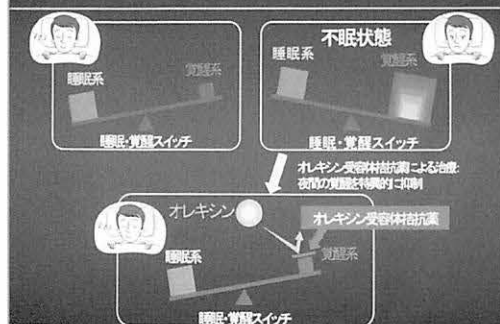 睡眠系
覚醒系
睡眠・覚醒スイッチ
不眠状態
睡眠系
覚醒系
睡眠・覚醒スイッチ
オレキシン受容体拮抗薬による治療:
夜間の覚醒を特異的に抑制
オレキシン
オレキシン受容体拮抗薬
睡眠系
覚醒系
睡眠・覚醒スイッチ